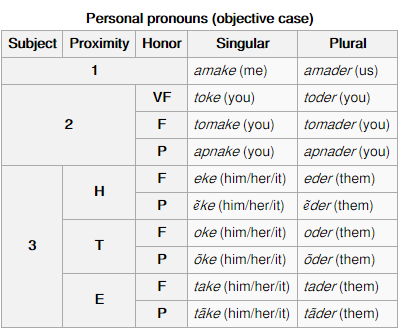 Personal pronouns (objective case)
Subject Proximity Honor Singular Plural
1 amake (me) amader (us)
2 VF toke (you) toder (you)
F tomake (you) tomader (you)
P apnake (you) apnader (you)
3 H F eke (him/her/it) eder (them)
P ẽke (him/her/it) ẽder (them)
T F oke (him/her/it) oder (them)
P õke (him/her/it) õder (them)
E F take (him/her/it) tader (them)
P tãke (him/her/it) tãder (them)